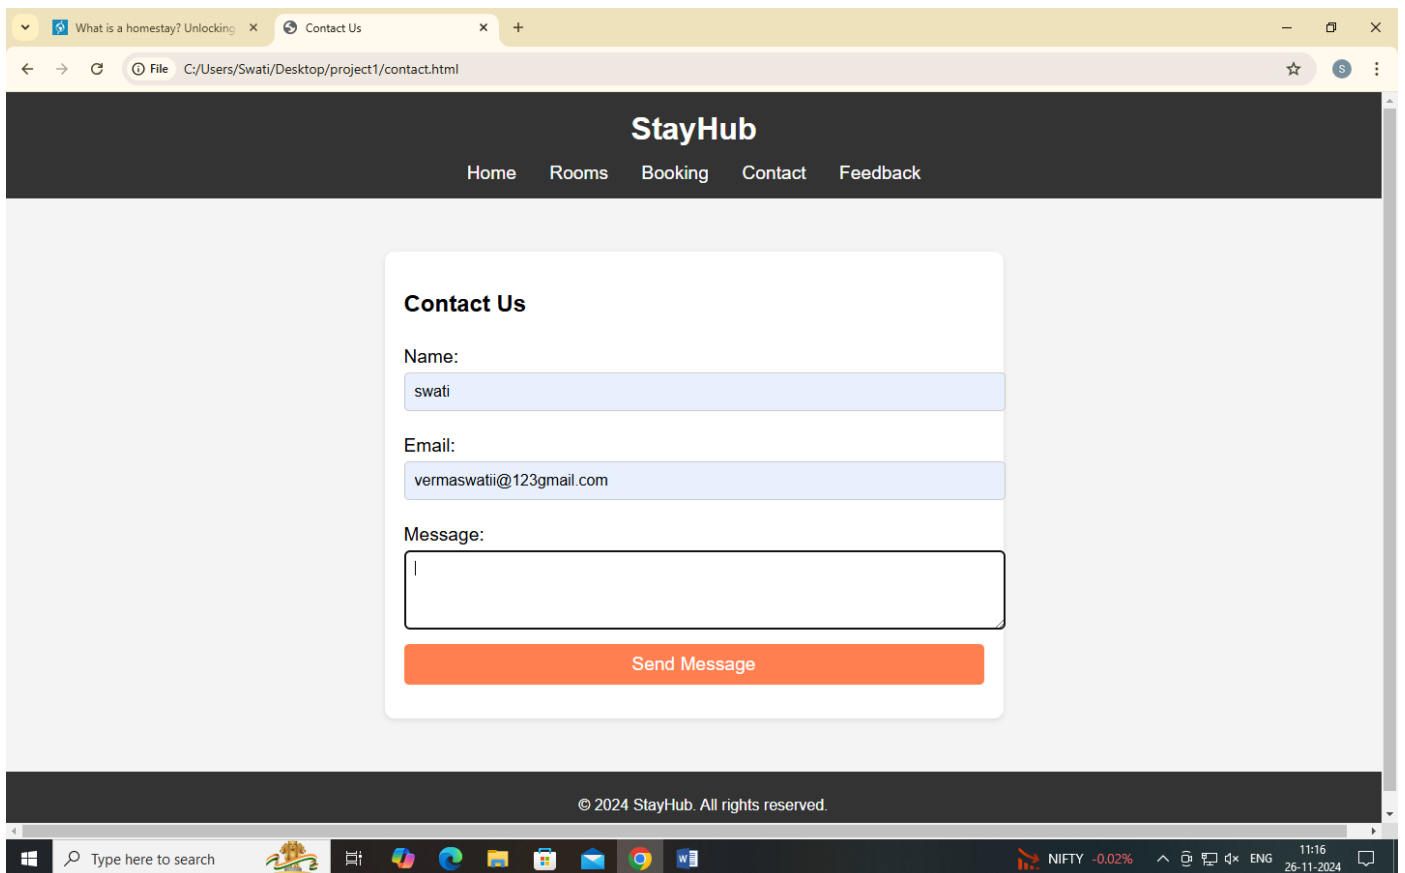 What is a homestay? Unlocking
Contact Us
File C:/Users/Swati/Desktop/project1/contact.html
S
StayHub
Home Rooms Booking Contact Feedback
Contact Us
Name:
swati
Email:
vermaswatii@123gmail.com
Message:
Send Message
© 2024 StayHub. All rights reserved.
Type here to search
NIFTY -0.02%
ENG
11:16
26-11-2024